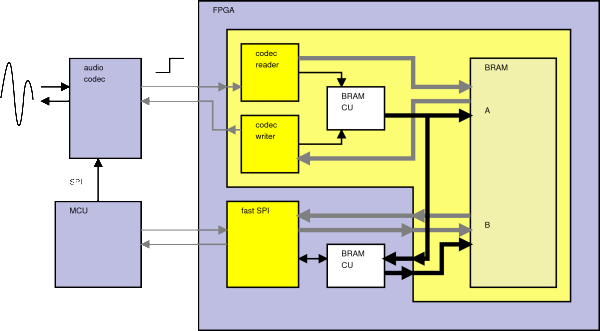 FPGA
audio
codec
codec
reader
BRAM
CU
BRAM
A
codec
writer
SPI
MCU
fast SPI
B
BRAM
CU